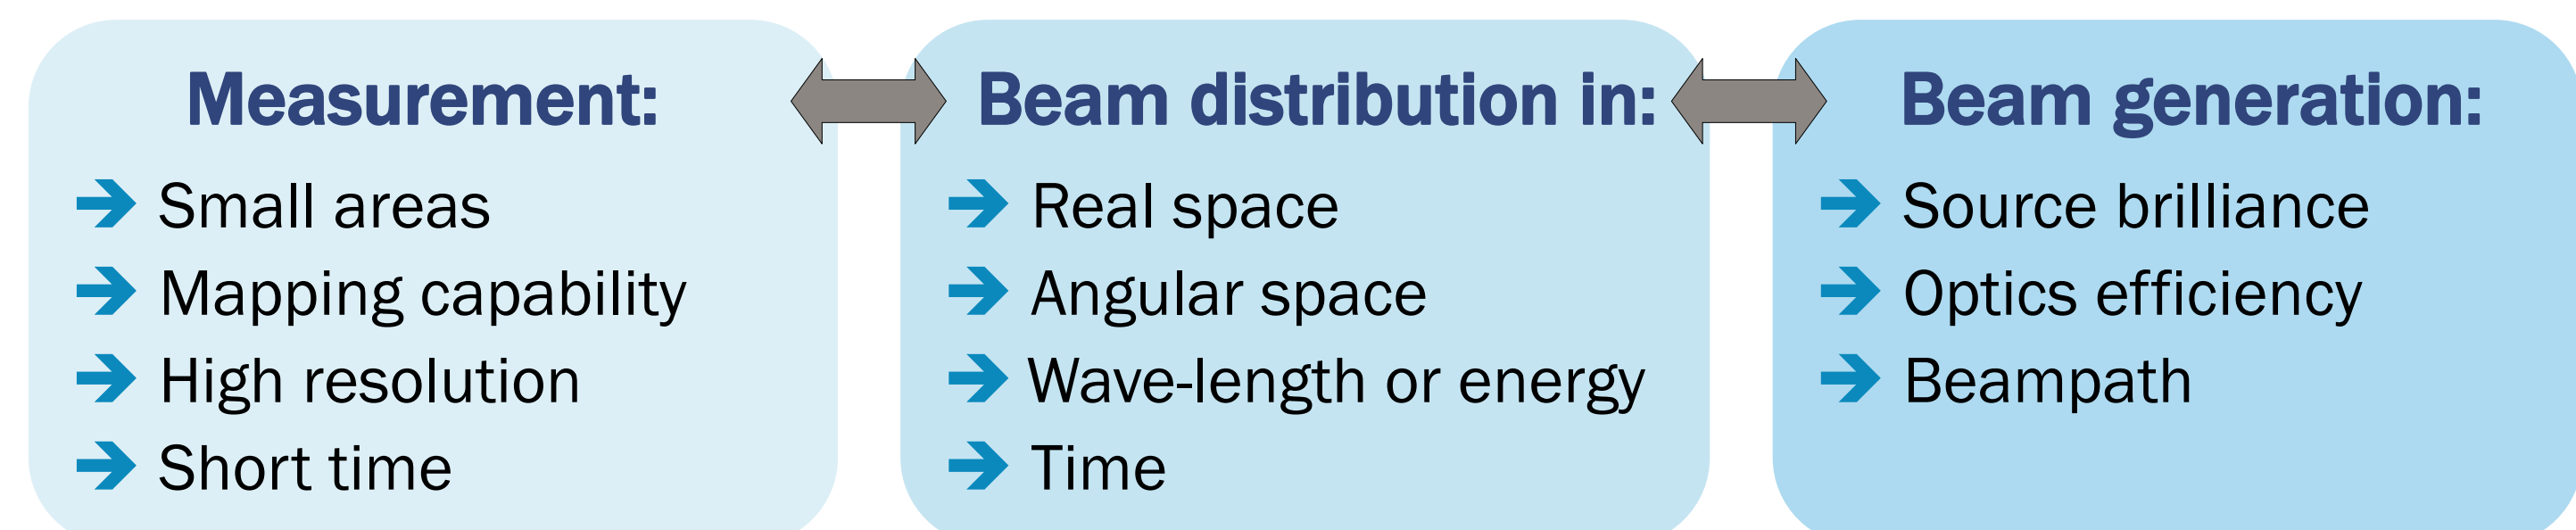 Measurement:
Small areas
Mapping capability
High resolution
Short time
Beam distribution in:
Real space
Angular space
Wave-length or energy
Time
Beam generation:
Source brilliance
Optics efficiency
Beampath